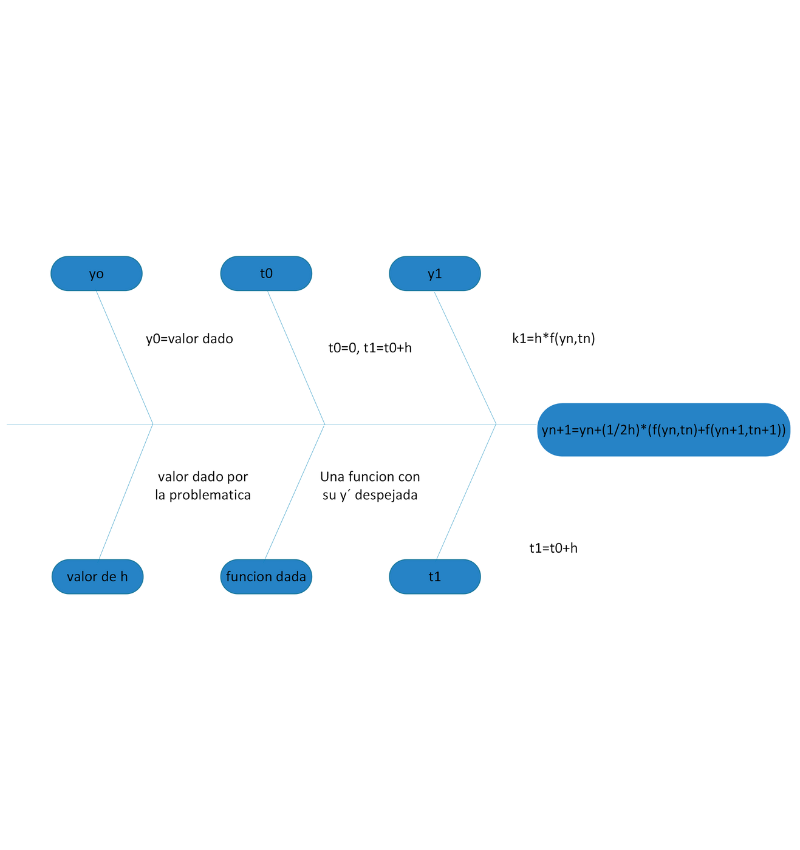 yo
t0
y1
y0=valor dado
t0=0, t1=t0+h
k1=h*f(yn,tn)
yn+1=yn+(1/2h)*(f(yn,tn)+f(yn+1,tn+1))
valor dado por
la problematica
Una funcion con
su y´ despejada
t1=t0+h
valor de h
funcion dada
t1